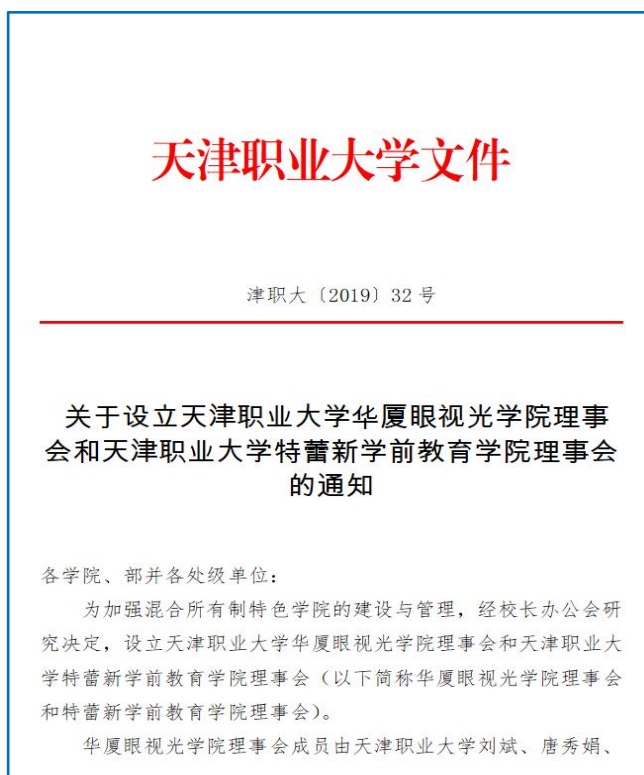 天津职业大学文件
津职大〔2019〕32 号
关于设立天津职业大学华厦眼视光学院理事
会和天津职业大学特蕾新学前教育学院理事会
的通知
各学院、部并各处级单位：
为加强混合所有制特色学院的建设与管理，经校长办公会研
究决定，设立天津职业大学华厦眼视光学院理事会和天津职业大
学特蕾新学前教育学院理事会（以下简称华厦眼视光学院理事会
和特蕾新学前教育学院理事会）。
华厦眼视光学院理事会成员由天津职业大学刘斌、唐秀娟、